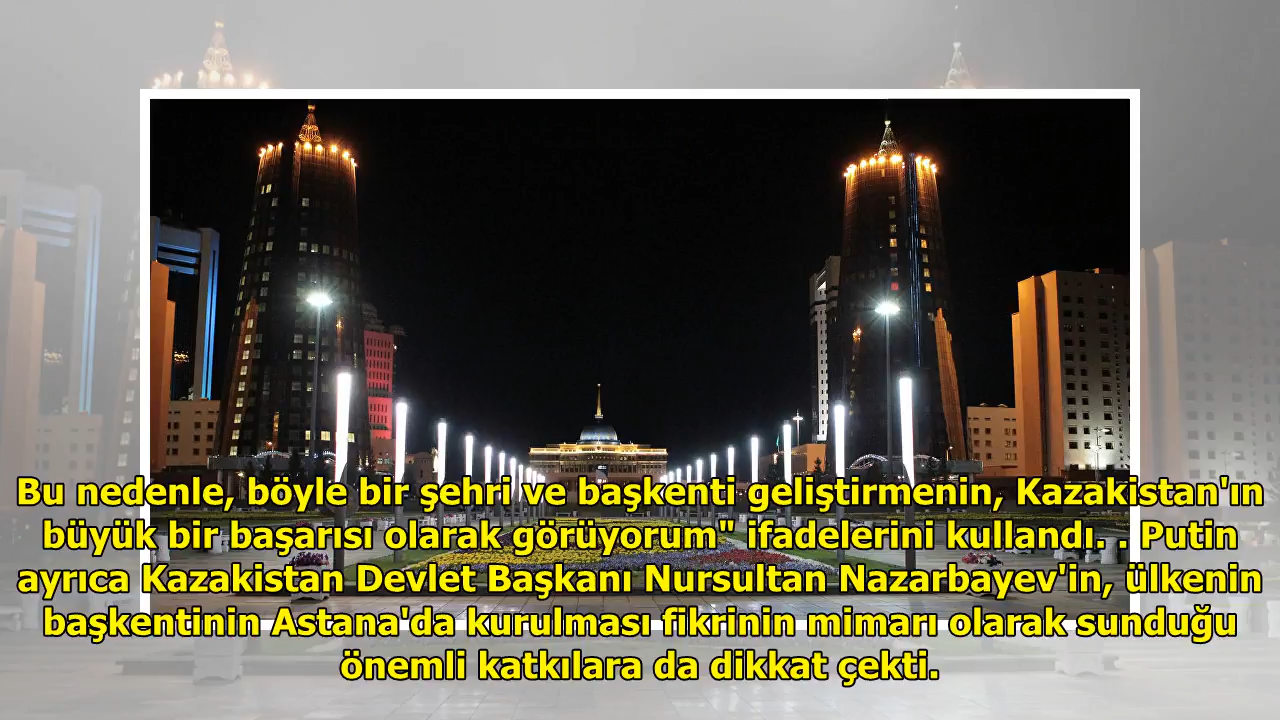 Bu nedenle, böyle bir şehri ve başkenti geliştirmenin, Kazakistan'ın
büyük bir başarısı olarak görüyorum" ifadelerini kullandı. . Putin
ayrıca Kazakistan Devlet Başkanı Nursultan Nazarbayev'in, ülkenin
başkentinin Astana'da kurulması fikrinin mimarı olarak sunduğu
önemli katkılara da dikkat çekti.